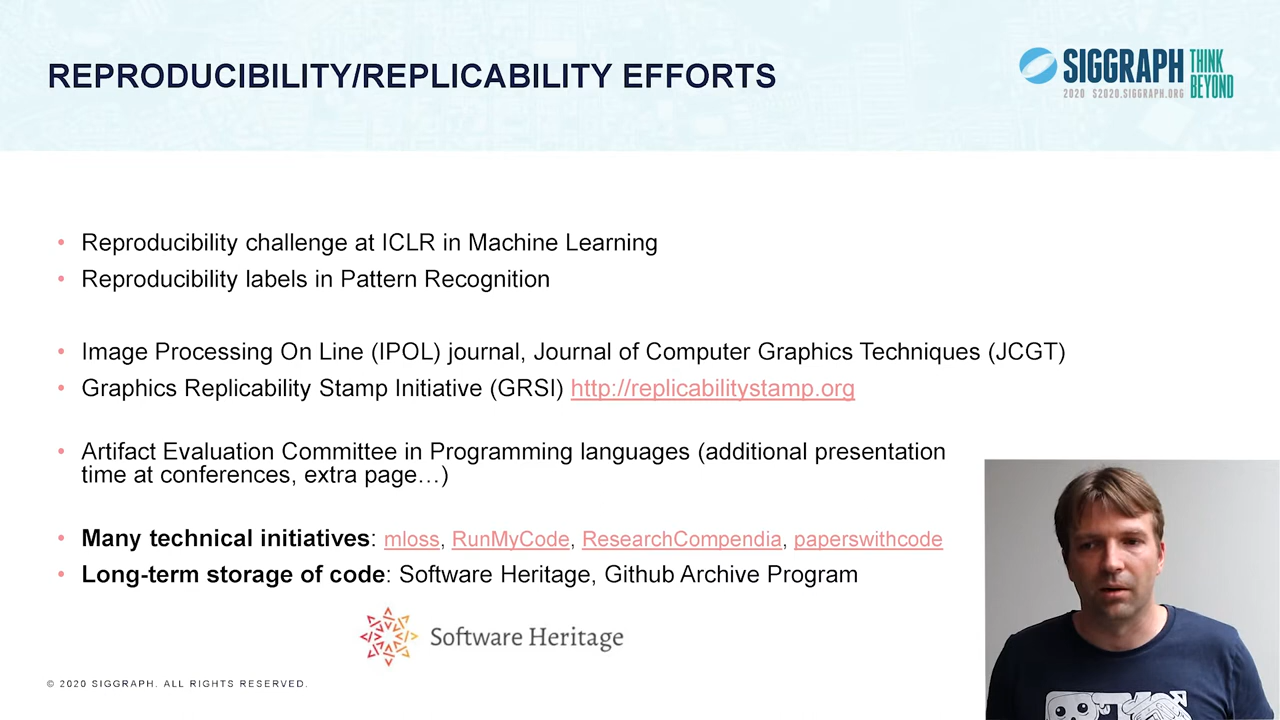 REPRODUCIBILITY/REPLICABILITY EFFORTS
SIGGRAPH THINK BEYOND
2020 S2020.SIGGRAPH.ORG
• Reproducibility challenge at ICLR in Machine Learning
• Reproducibility labels in Pattern Recognition
• Image Processing On Line (IPOL) journal, Journal of Computer Graphics Techniques (JCGT)
• Graphics Replicability Stamp Initiative (GRSI) http://replicabilitystamp.org
• Artifact Evaluation Committee in Programming languages (additional presentation
time at conferences, extra page…)
• Many technical initiatives: mloss, RunMyCode, ResearchCompendia, paperswithcode
• Long-term storage of code: Software Heritage, Github Archive Program
Software Heritage
© 2020 SIGGRAPH. ALL RIGHTS RESERVED.